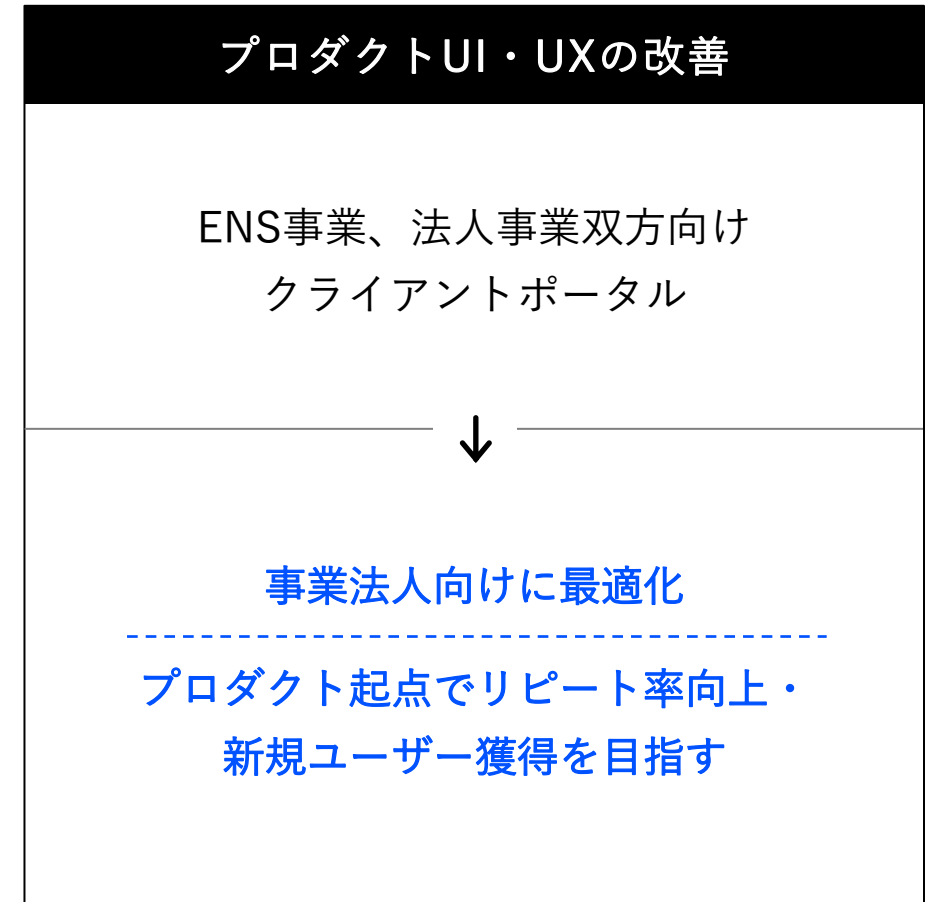 プロダクトUI・UXの改善
ENS事業、法人事業双方向け
クライアントポータル
事業法人向けに最適化
プロダクト起点でリピート率向上・
新規ユーザー獲得を目指す